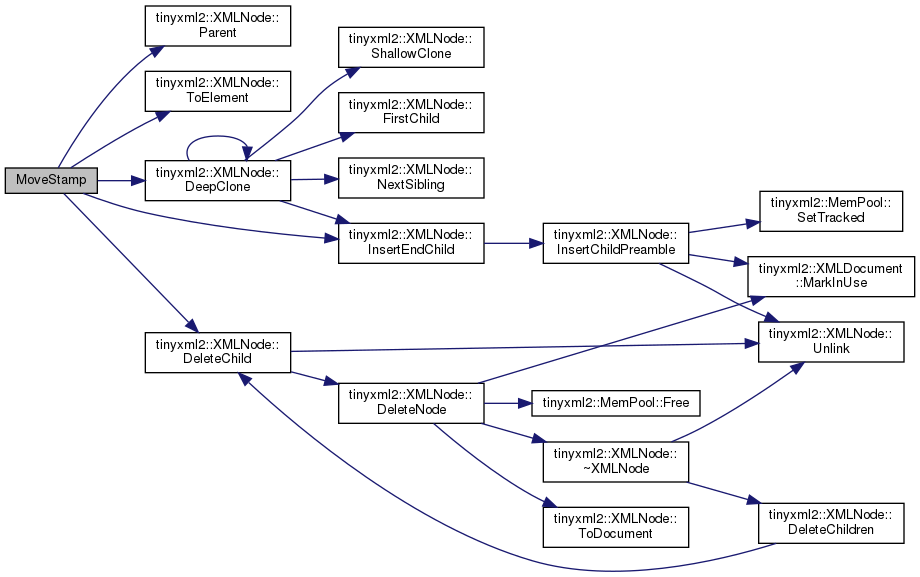 tinyxml2::XMLNode::
Parent
tinyxml2::XMLNode::
ShallowClone
tinyxml2::XMLNode::
ToElement
tinyxml2::XMLNode::
FirstChild
MoveStamp
tinyxml2::XMLNode::
DeepClone
tinyxml2::XMLNode::
NextSibling
tinyxml2::MemPool::
SetTracked
tinyxml2::XMLNode::
InsertEndChild
tinyxml2::XMLNode::
InsertChildPreamble
tinyxml2::XMLDocument
::MarkInUse
tinyxml2::XMLNode::
Unlink
tinyxml2::XMLNode::
DeleteChild
tinyxml2::XMLNode::
DeleteNode
tinyxml2::MemPool::Free
tinyxml2::XMLNode::
~XMLNode
tinyxml2::XMLNode::
ToDocument
tinyxml2::XMLNode::
DeleteChildren